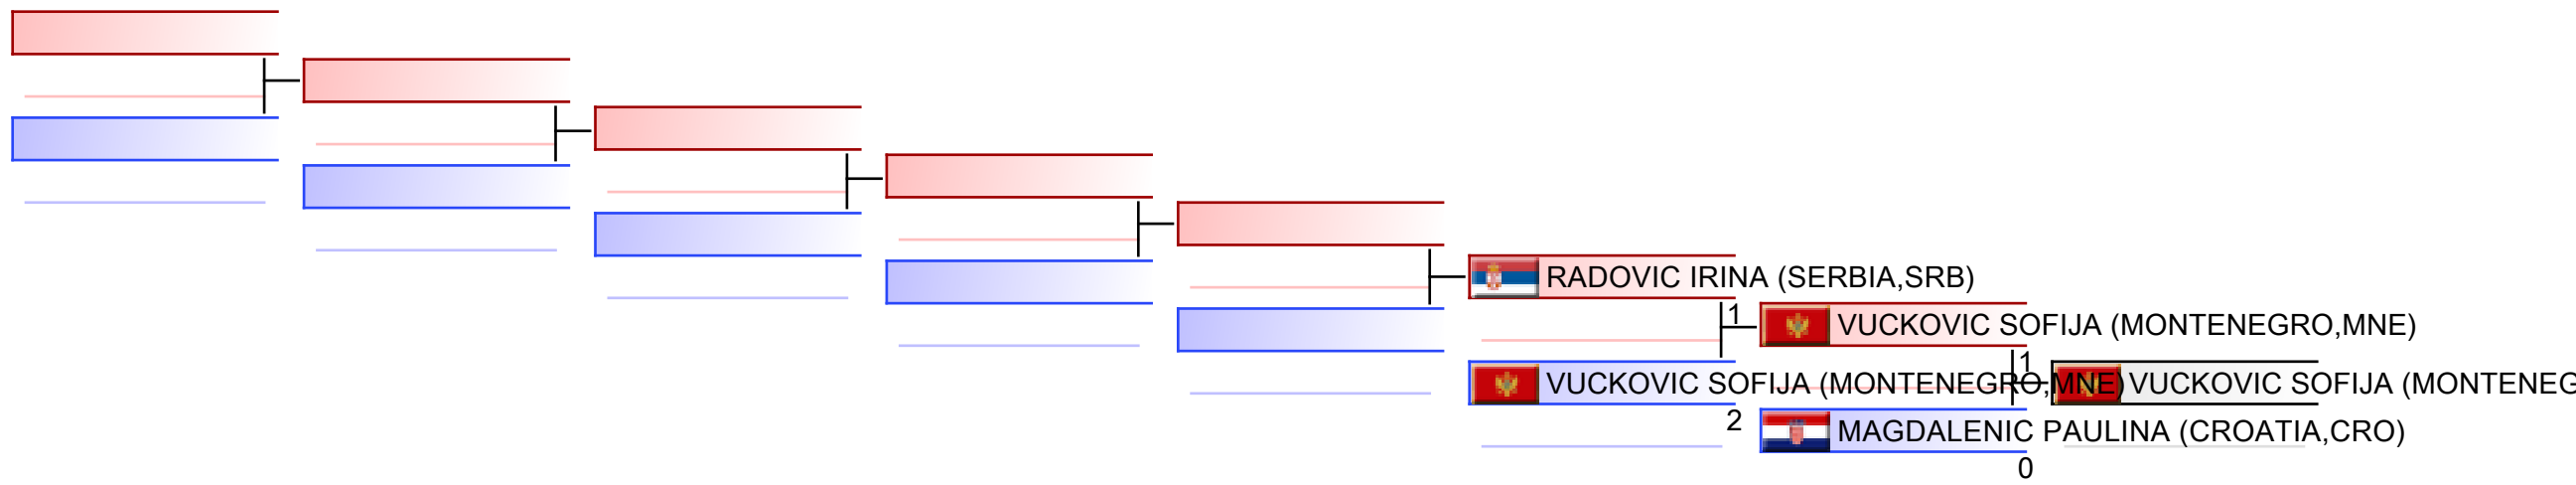 RADOVIC IRINA (SERBIA,SRB)
1
VUCKOVIC SOFIJA (MONTENEGRO,MNE)
VUCKOVIC SOFIJA (MONTENEGRO,MNE)
1
VUCKOVIC SOFIJA (MONTENEG
2
MAGDALENIC PAULINA (CROATIA,CRO)
0